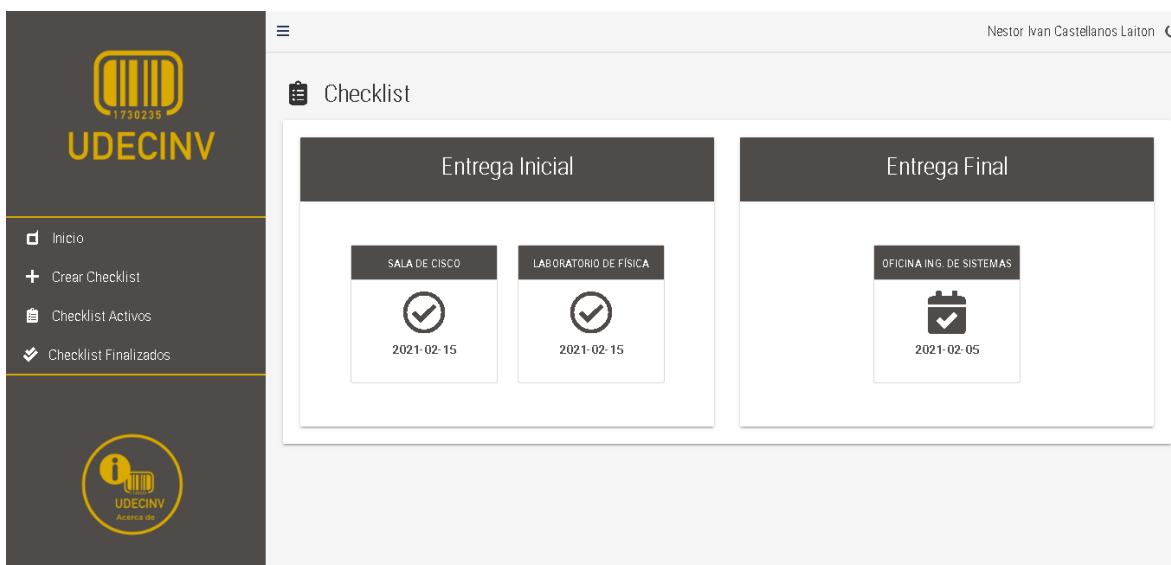 1730235
UDECINV
Inicio
Crear Checklist
Checklist Activos
Checklist Finalizados
UDECINV
Acerca de
Nestor Ivan Castellanos Laiton
Checklist
Entrega Inicial
SALA DE CISCO
2021-02-15
LABORATORIO DE FÍSICA
2021-02-15
Entrega Final
OFICINA ING. DE SISTEMAS
2021-02-05